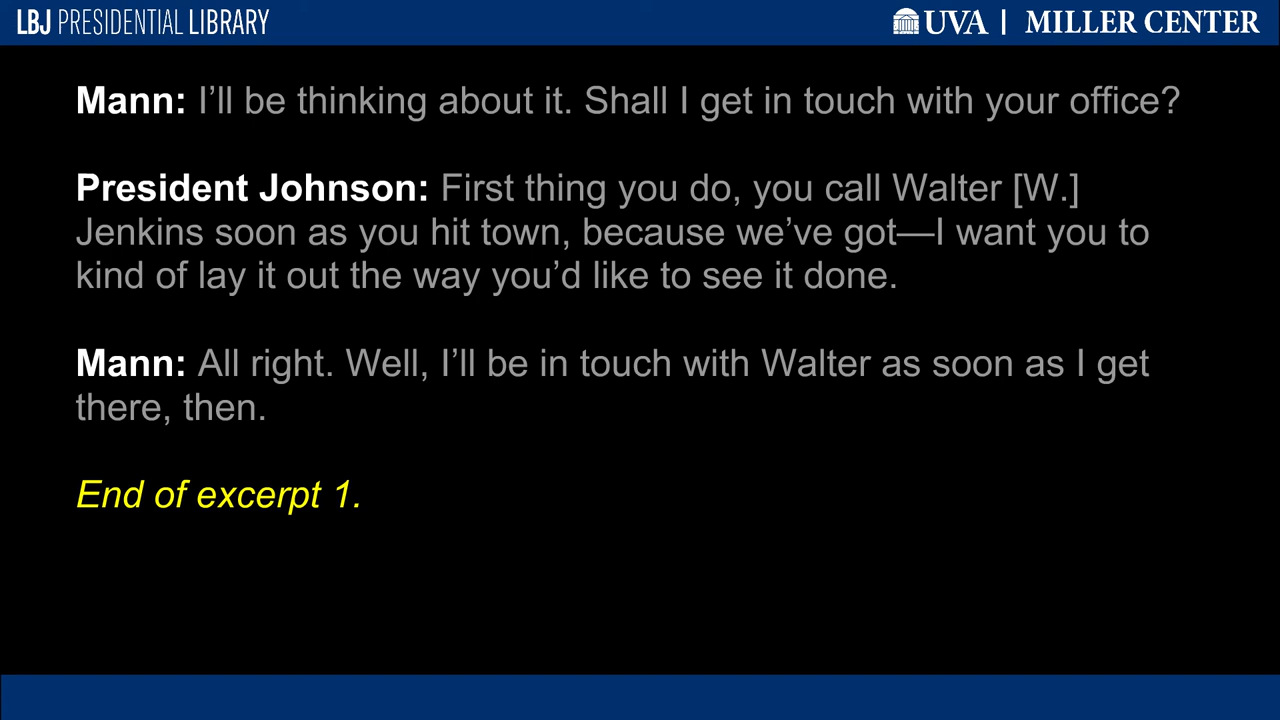 LBJ PRESIDENTIAL LIBRARY
UVA | MILLER CENTER
Mann: I’ll be thinking about it. Shall I get in touch with your office?
President Johnson: First thing you do, you call Walter [W.]
Jenkins soon as you hit town, because we’ve got—I want you to
kind of lay it out the way you’d like to see it done.
Mann: All right. Well, I’ll be in touch with Walter as soon as I get
there, then.
End of excerpt 1.